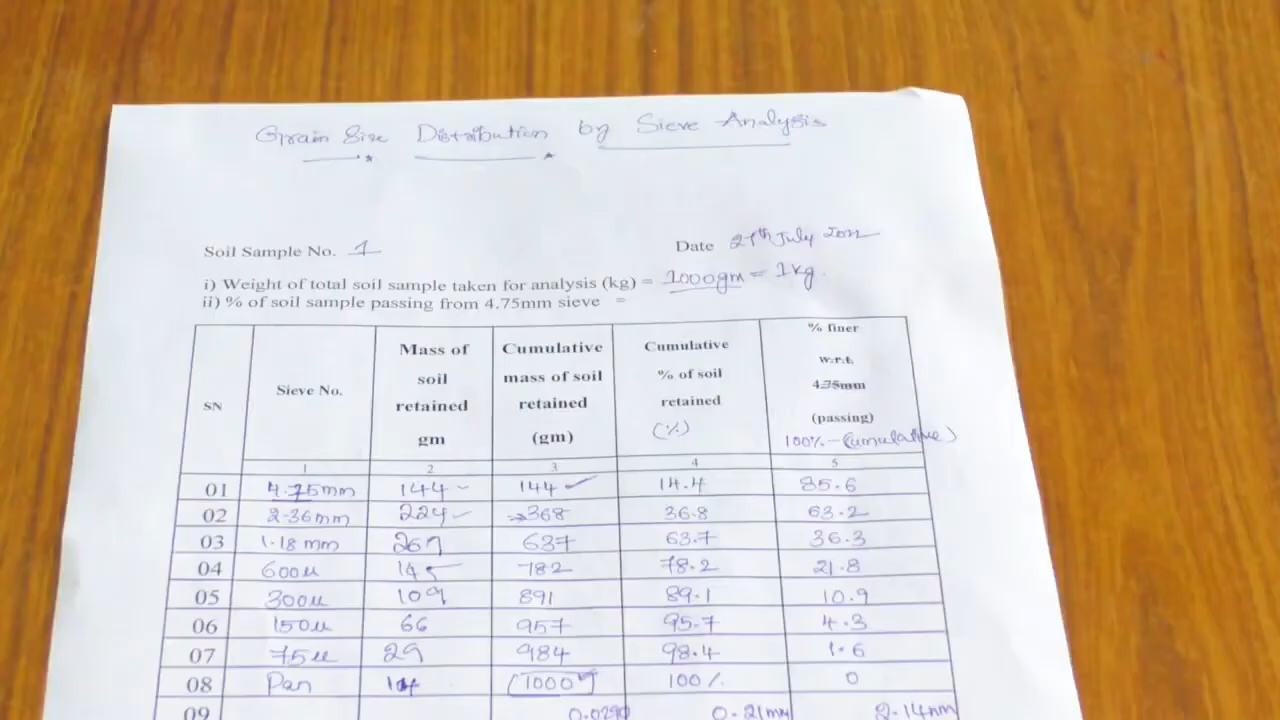 Grain Size Distribution by Sieve Analysis
Soil Sample No. 1 Date July 2022
i) Weight of total soil sample taken for analysis (kg) = 1000gm = 1kg.
ii) % of soil sample passing from 4.75mm sieve =
SN Sieve No. Mass of soil retained gm Cumulative mass of soil retained (gm) Cumulative % of soil retained (%) % finer w.r.t. 4.75mm (passing) 100% - (cumulative)
1 2 3 4 5
01 4.75mm 144 144 14.4 85.6
02 2.36mm 224 368 36.8 63.2
03 1.18 mm 269 637 63.7 36.3
04 600u 145 782 78.2 21.8
05 300u 109 891 89.1 10.9
06 150u 66 957 95.7 4.3
07 75u 29 984 98.4 1.6
08 Pan 1000 100% 0
09 0.21mm 2.14mm